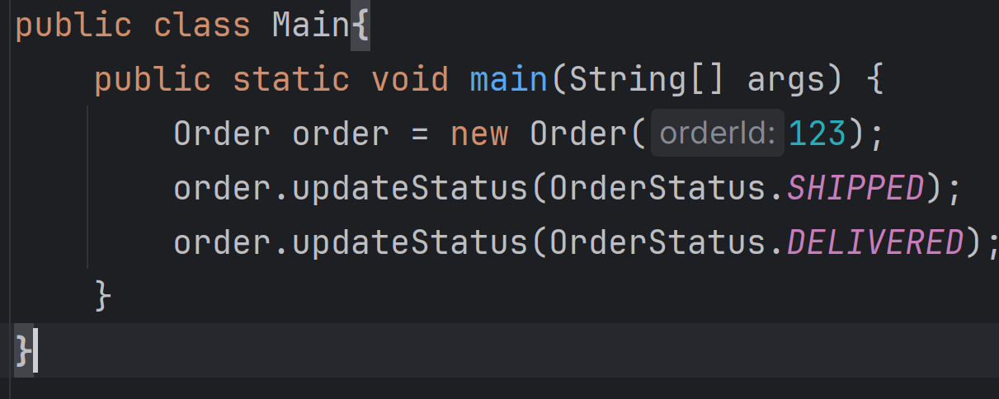 public class Main{
public static void main(String[] args) {
Order order = new Order( orderId: 123);
order.updateStatus(OrderStatus.SHIPPED);
order.updateStatus(OrderStatus.DELIVERED);
}
}